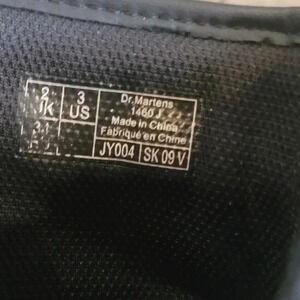 2
UK
3
US
Dr.Martens
1460 J
Made in China
Fabriqué en Chine
JY004
SK 09 V